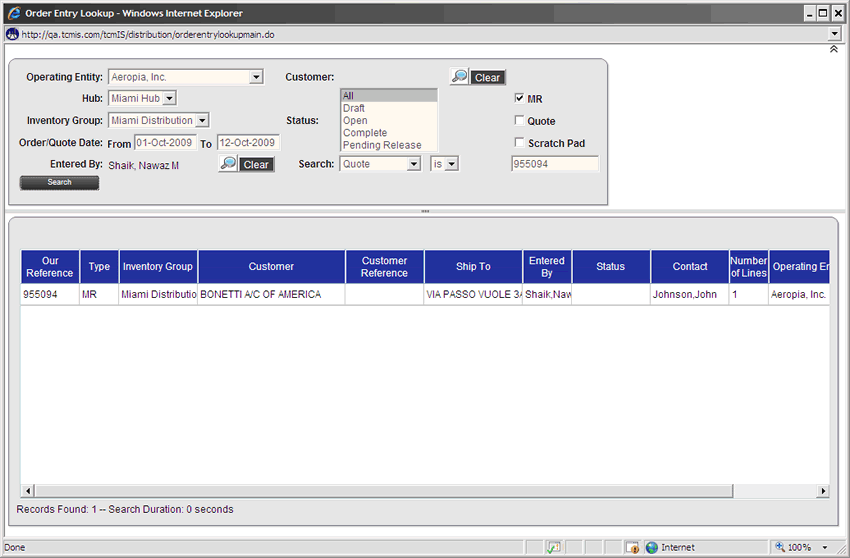 Order Entry Lookup - Windows Internet Explorer
http://qa.tcmis.com/tcmIS/distribution/orderentrylookupmain.do
Operating Entity: Aeropia, Inc. Customer: Clear
Hub: Miami Hub All MR
Draft
Inventory Group: Miami Distribution Status: Open Quote
Complete
Order/Quote Date: From 01-Oct-2009 To 12-Oct-2009 Pending Release Scratch Pad
Entered By: Shaik, Nawaz M Clear Search: Quote is 955094
Search
Our Reference Type Inventory Group Customer Customer Reference Ship To Entered By Status Contact Number of Lines Operating En
955094 MR Miami Distributio BONETTI A/C OF AMERICA VIA PASSO VUOLE 3A Shaik,Naw Johnson,John 1 Aeropia, Inc.
Records Found: 1 -- Search Duration: 0 seconds
Done Internet 100%